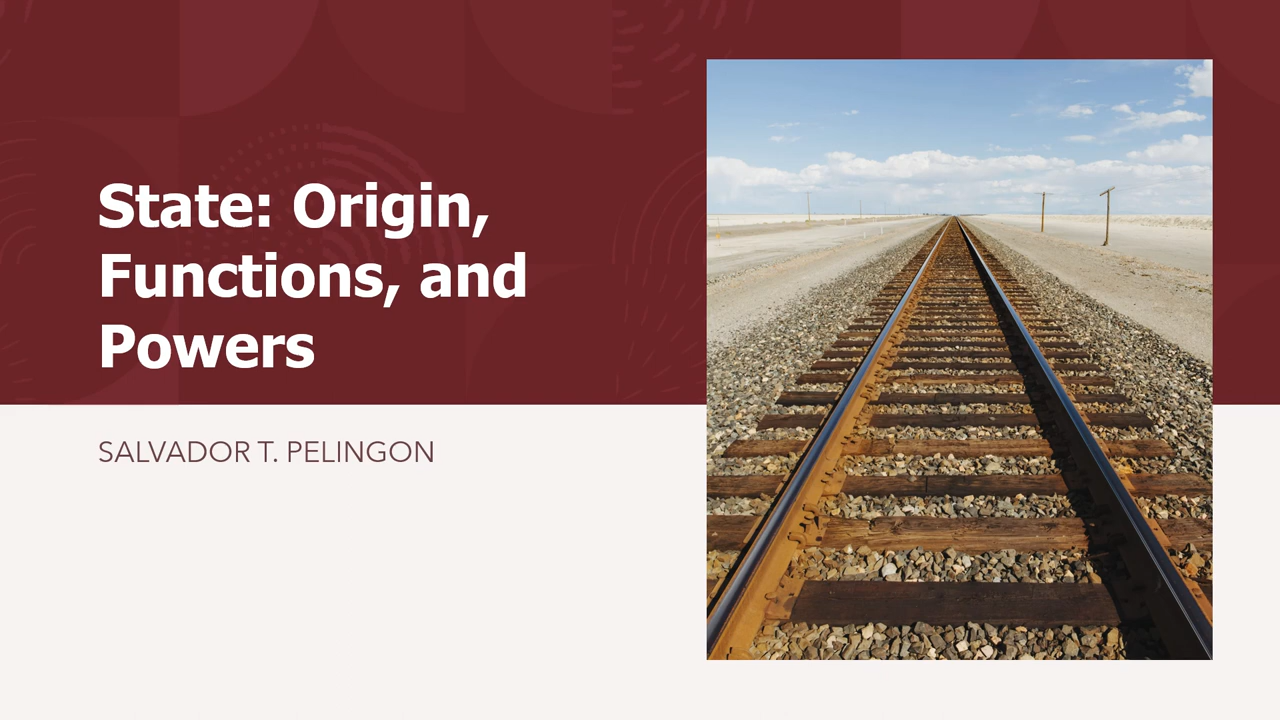 State: Origin,
Functions, and
Powers
SALVADOR T. PELINGON